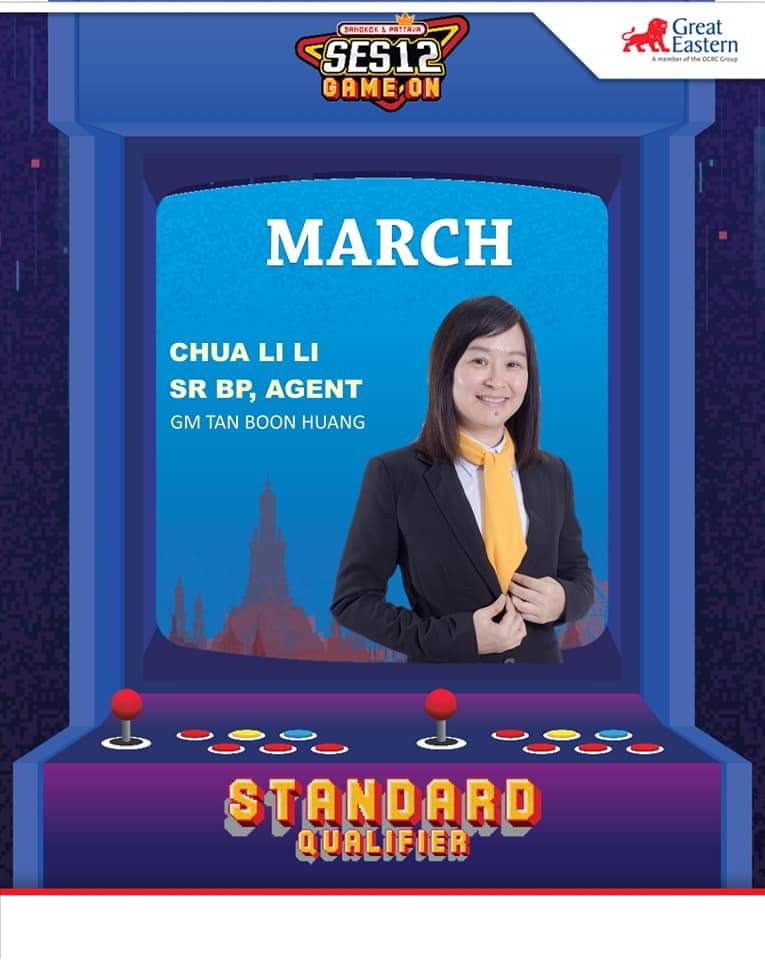 BANGKOK & PATTAYA
SES12
GAME ON
Great
Eastern
A member of the OCBC Group
MARCH
CHUA LI LI
SR BP, AGENT
GM TAN BOON HUANG
STANDARD
QUALIFIER